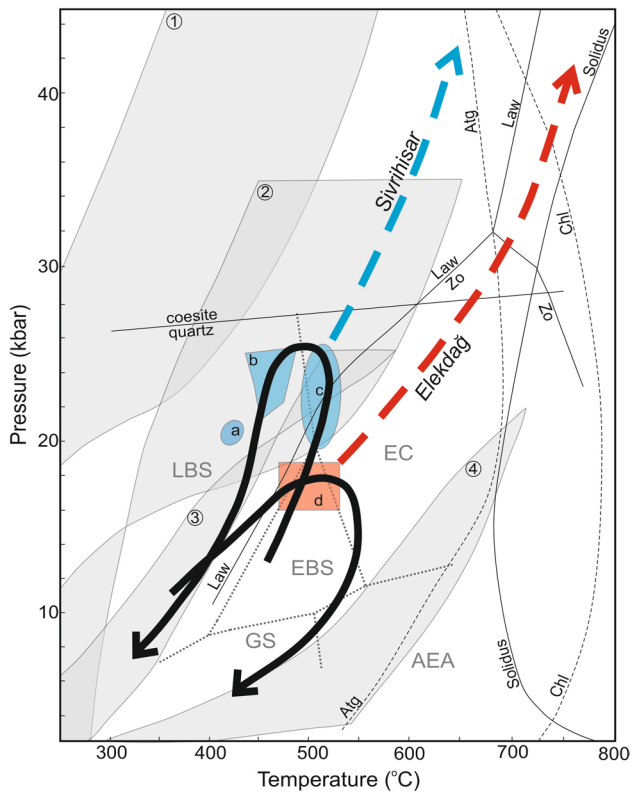 1
2
3
4
Sivrihisar
Elekdağ
Atg
Law
Solidus
Chl
Law
Zo
Zo
coesite
quartz
a
b
c
d
LBS
EC
EBS
GS
AEA
Law
Atg
Solidus
Chl
40
30
20
10
Pressure (kbar)
300
400
500
600
700
800
Temperature (°C)